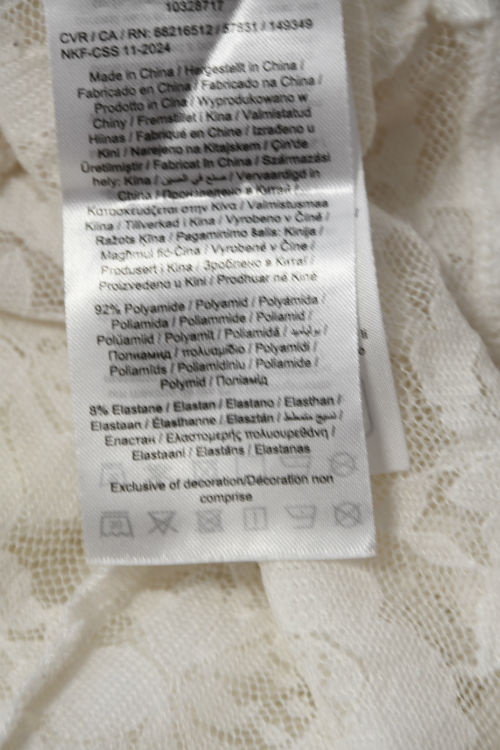 10328717
CVR / CA / RN: 88216512 / 57831 / 149349
NKF-CSS 11-2024
Made in China / Hergestellt in China /
Fabricado en China / Fabricado na China /
Prodotto in Cina / Wyprodukowano w
Chiny / Fremstillet i Kina / Valmistatud
Hiinas / Fabriqué en Chine / Izrađeno u
Kini / Narejeno na Kitajskem / Çin'de
Üretilmiştir / Fabricat în China / Származási
hely: Kína / صنع في الصين / Vervaardigd in
China / Произведено в Китай /
Κατασκευάζεται στην Κίνα / Valmistusmaa
Kiina / Tillverkad i Kina / Vyrobeno v Číně /
Ražots Ķīna / Pagaminimo šalis: Kinija /
Maghmul fiċ-Ċina / Vyrobené v Číne /
Produsert i Kina / Зроблено в Китаї /
Proizvedeno u Kini / Prodhuar në Kinë
92% Polyamide / Polyamid / Polyamida /
Poliamida / Poliammide / Poliamid /
Polüamiid / Polyamit / Poliamidă /
Полиамид / πολυαμίδιο / Polyamidi /
Poliamīds / Poliamidiniu / Poliamide /
Polymid / Поліамід
8% Elastane / Elastan / Elastano / Elasthan /
Elastaan / Élasthanne / Elasztán /
Еластан / Ελαστομερής πολυουρεθάνη /
Elastaani / Elastāns / Elastanas
Exclusive of decoration/Décoration non
comprise